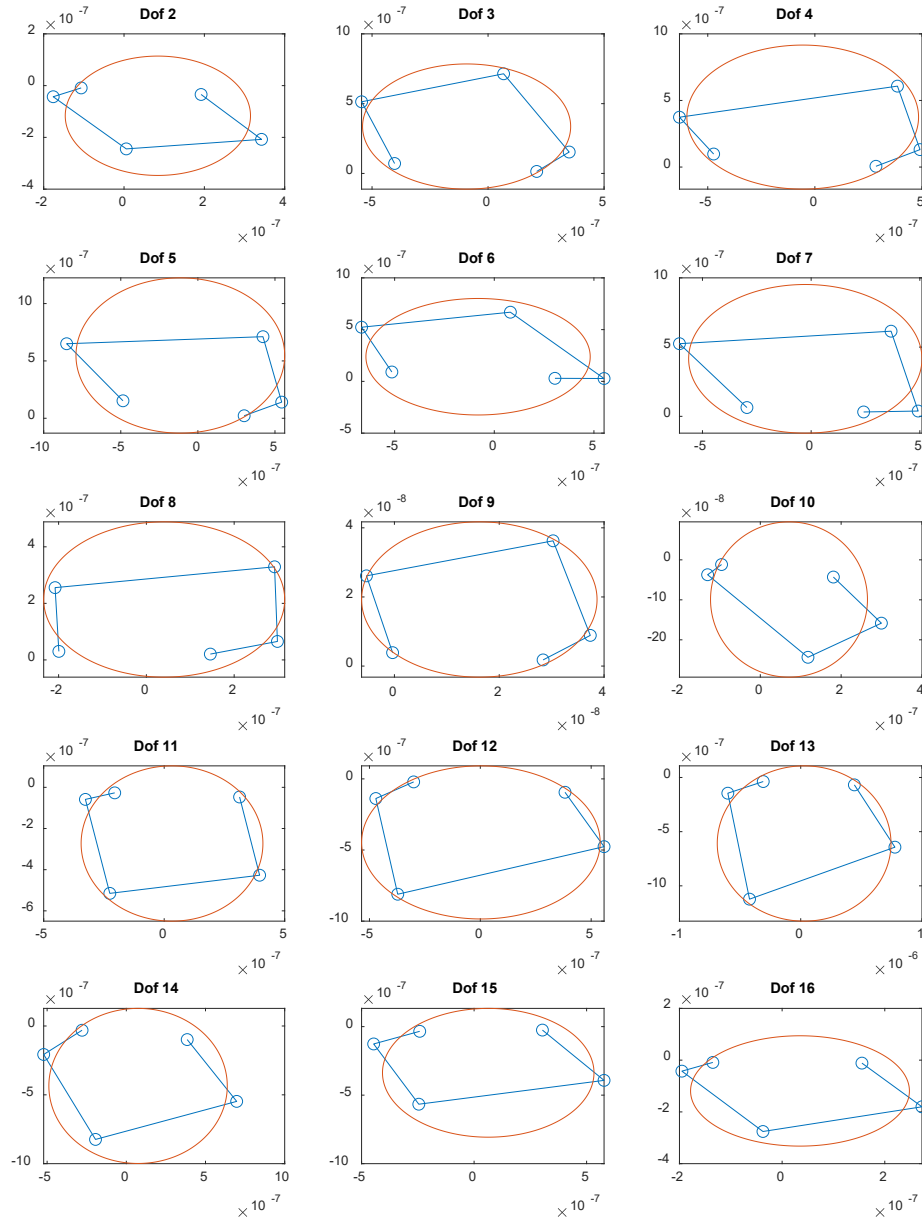 × 10 -7 Dof 2
2
0
-2
-4
-2 0 2 4
× 10 -7
× 10 -7 Dof 3
10
5
0
-5 0 5
× 10 -7
× 10 -7 Dof 4
10
5
0
-5 0 5
× 10 -7
× 10 -7 Dof 5
10
5
0
-10 -5 0 5
× 10 -7
× 10 -7 Dof 6
10
5
0
-5
-5 0 5
× 10 -7
× 10 -7 Dof 7
10
5
0
-5 0 5
× 10 -7
× 10 -7 Dof 8
4
2
0
-2 0 2
× 10 -7
× 10 -8 Dof 9
4
2
0
0 2 4
× 10 -8
× 10 -8 Dof 10
0
-10
-20
-2 0 2 4
× 10 -7
× 10 -7 Dof 11
0
-2
-4
-6
-5 0 5
× 10 -7
× 10 -7 Dof 12
0
-5
-10
-5 0 5
× 10 -7
× 10 -7 Dof 13
0
-5
-10
-1 0 1
× 10 -6
× 10 -7 Dof 14
0
-5
-10
-5 0 5 10
× 10 -7
× 10 -7 Dof 15
0
-5
-10
-5 0 5
× 10 -7
× 10 -7 Dof 16
2
0
-2
-4
-2 0 2
× 10 -7